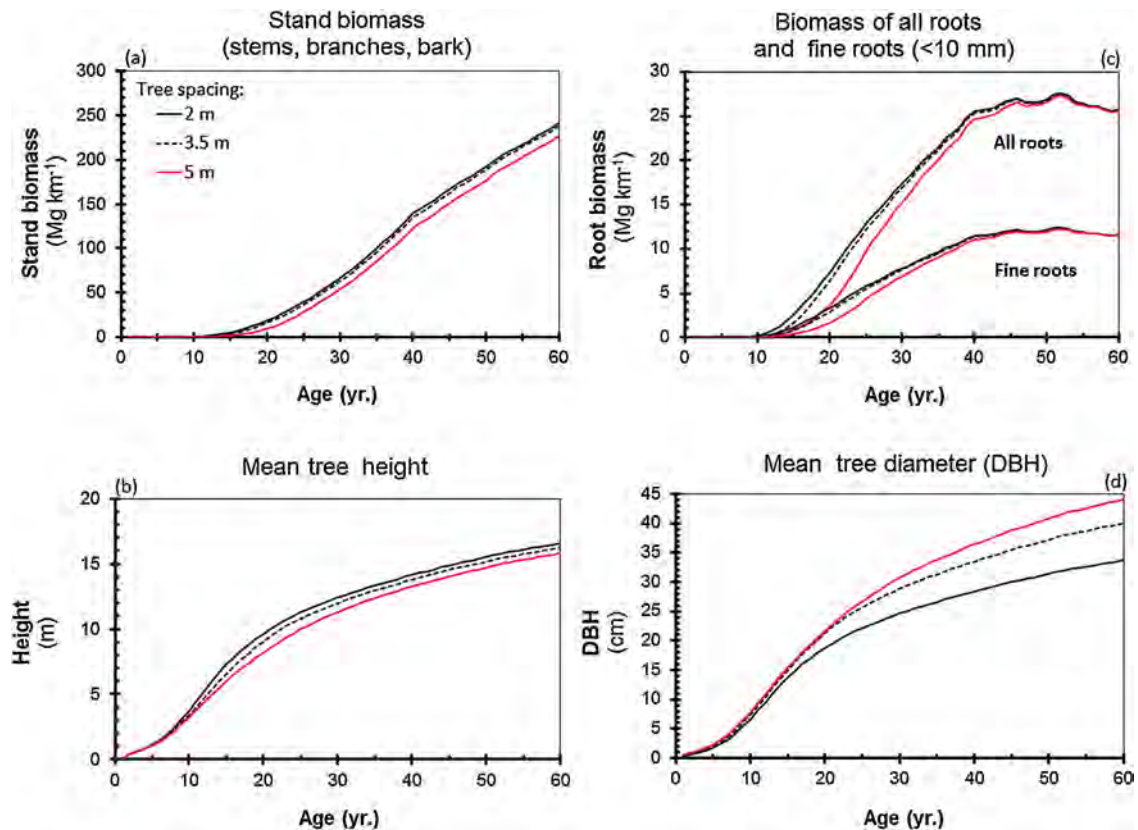 Stand biomass
(stems, branches, bark)
(a)
300
250
200
150
100
50
0
Tree spacing:
2 m
3.5 m
5 m
Stand biomass
(Mg km⁻¹)
0 10 20 30 40 50 60
Age (yr.)
Biomass of all roots
and fine roots (<10 mm)
(c)
30
25
20
15
10
5
0
All roots
Fine roots
Root biomass
(Mg km⁻¹)
0 10 20 30 40 50 60
Age (yr.)
Mean tree height
(b)
20
15
10
5
0
Height
(m)
0 10 20 30 40 50 60
Age (yr.)
Mean tree diameter (DBH)
(d)
45
40
35
30
25
20
15
10
5
0
DBH
(cm)
0 10 20 30 40 50 60
Age (yr.)